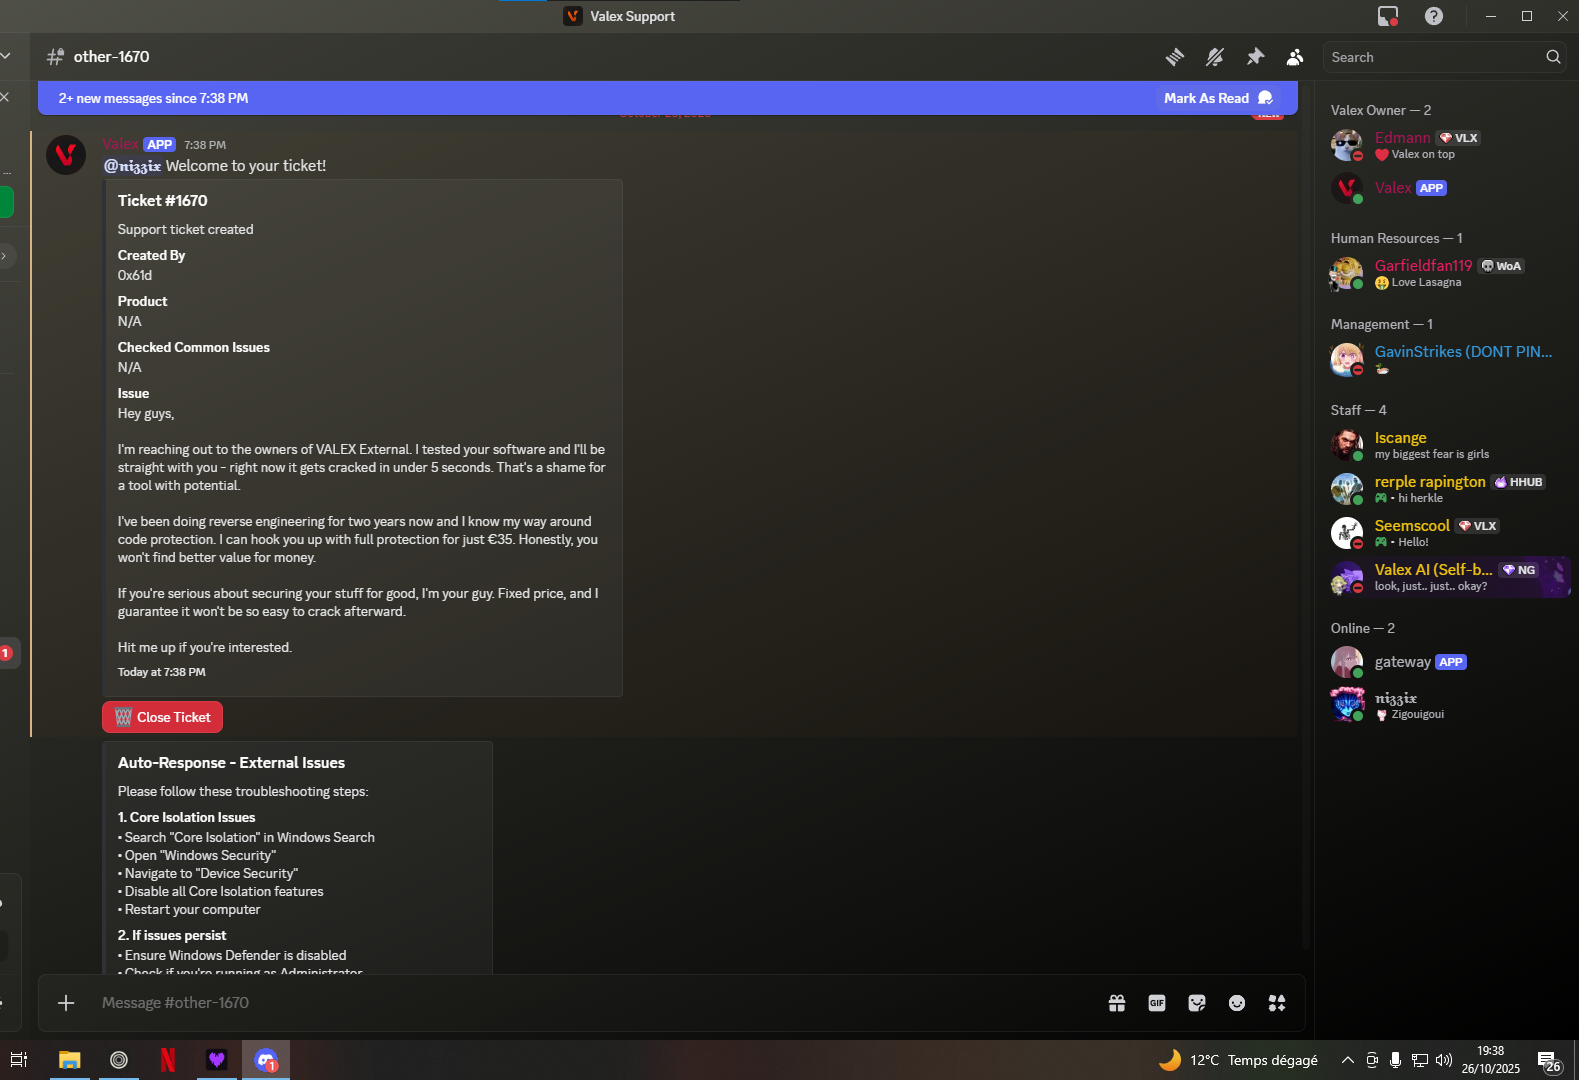 Valex Support
other-1670
Search
2+ new messages since 7:38 PM
Mark As Read
Valex APP 7:38 PM
@𝖓𝖎𝖟𝖟𝖎𝖝 Welcome to your ticket!
Ticket #1670
Support ticket created
Created By
0x61d
Product
N/A
Checked Common Issues
N/A
Issue
Hey guys,
I'm reaching out to the owners of VALEX External. I tested your software and I'll be
straight with you - right now it gets cracked in under 5 seconds. That's a shame for
a tool with potential.
I've been doing reverse engineering for two years now and I know my way around
code protection. I can hook you up with full protection for just €35. Honestly, you
won't find better value for money.
If you're serious about securing your stuff for good, I'm your guy. Fixed price, and I
guarantee it won't be so easy to crack afterward.
Hit me up if you're interested.
Today at 7:38 PM
Close Ticket
Auto-Response - External Issues
Please follow these troubleshooting steps:
1. Core Isolation Issues
• Search "Core Isolation" in Windows Search
• Open "Windows Security"
• Navigate to "Device Security"
• Disable all Core Isolation features
• Restart your computer
2. If issues persist
• Ensure Windows Defender is disabled
• Check if you're running as Administrator
Message #other-1670
GIF
Valex Owner — 2
Edmann VLX
Valex on top
Valex APP
Human Resources — 1
Garfieldfan119 WoA
Love Lasagna
Management — 1
GavinStrikes (DONT PIN...
Staff — 4
Iscange
my biggest fear is girls
rerple rapington HHUB
• hi herkle
Seemscool VLX
• Hello!
Valex AI (Self-b... NG
look, just.. just.. okay?
Online — 2
gateway APP
𝖓𝖎𝖟𝖟𝖎𝖝
Zigouigoui
1
1
12°C Temps dégagé
19:38
26/10/2025
26